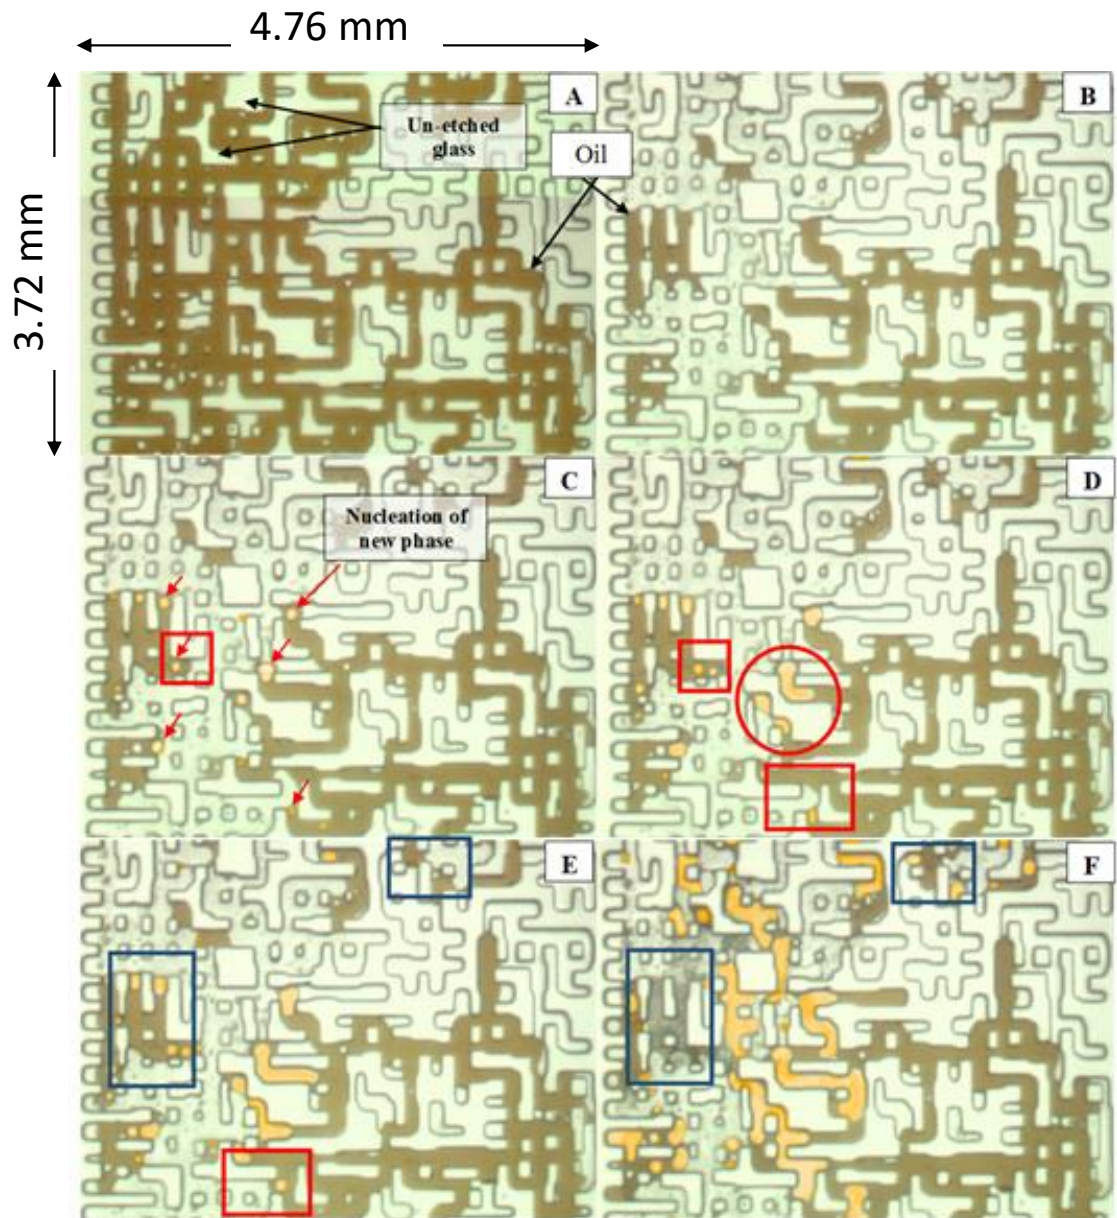 4.76 mm
3.72 mm
A
Un-etched
glass
Oil
B
C
Nucleation of
new phase
D
E
F